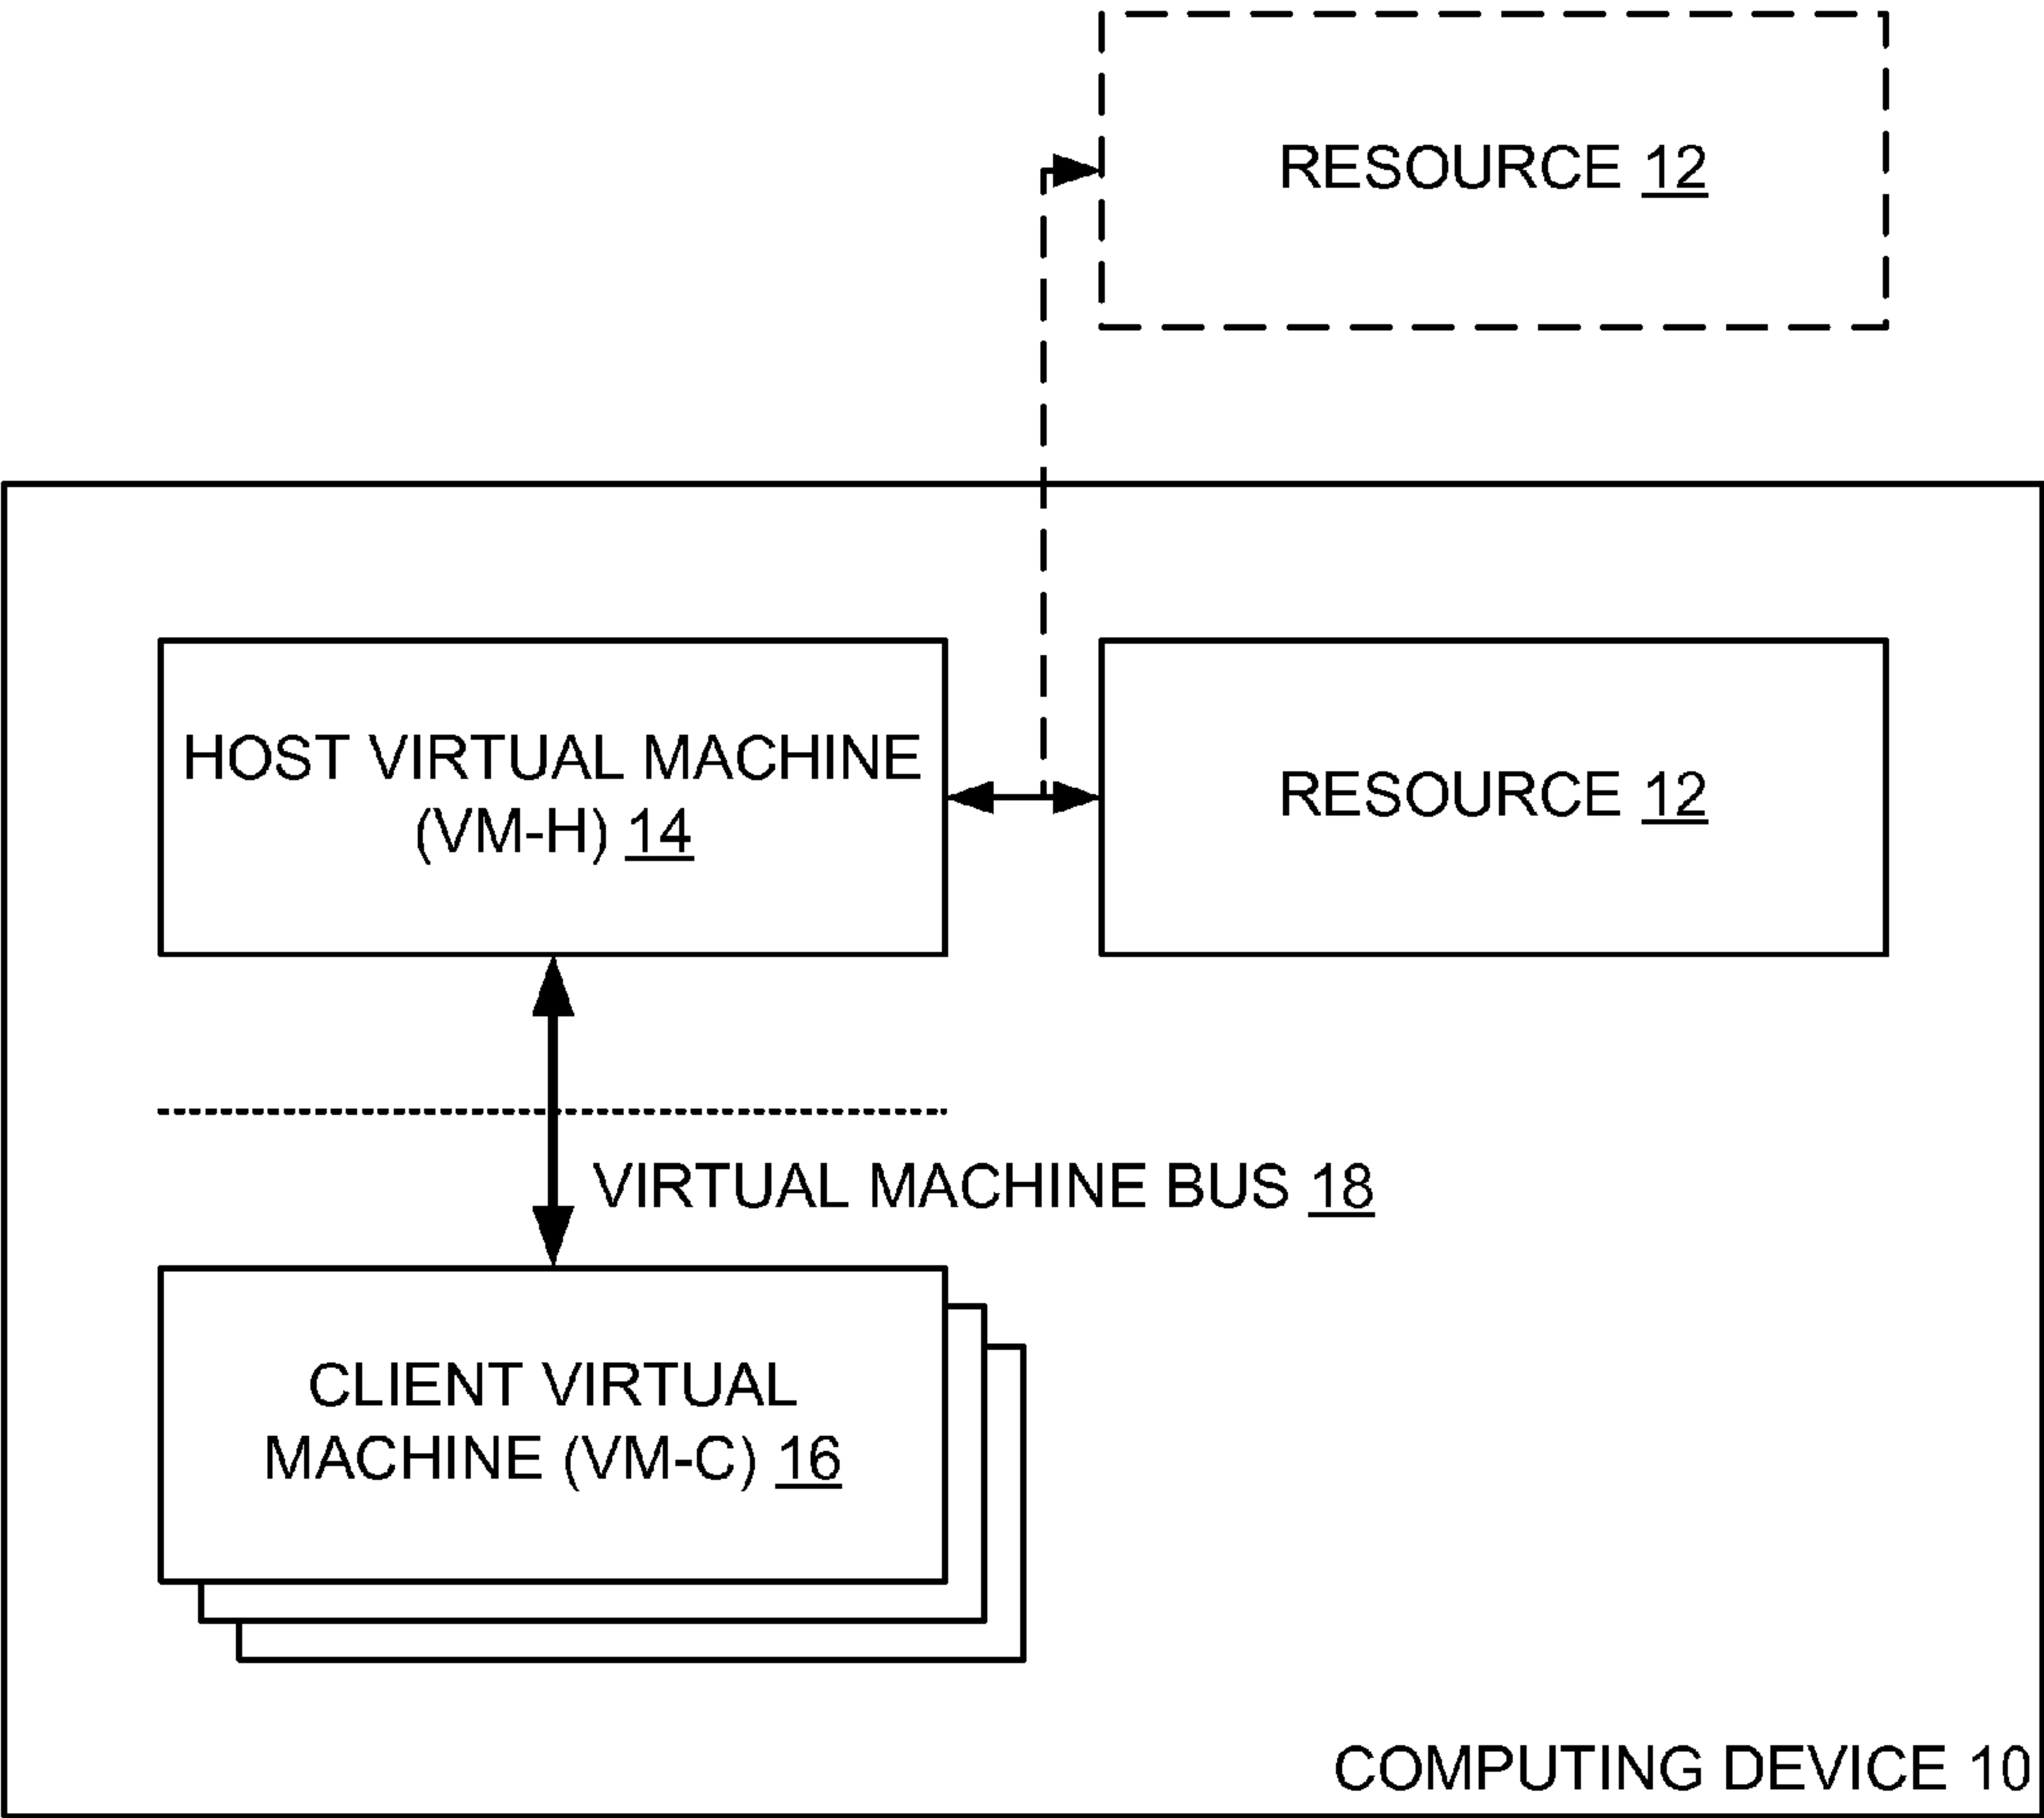 RESOURCE 12
HOST VIRTUAL MACHINE
(VM-H) 14
RESOURCE 12
VIRTUAL MACHINE BUS 18
CLIENT VIRTUAL
MACHINE (VM-C) 16
COMPUTING DEVICE 10